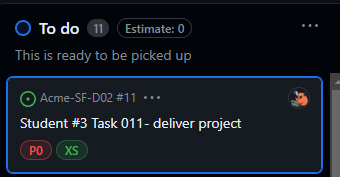 To do 11 Estimate: 0
This is ready to be picked up
Acme-SF-D02 #11
Student #3 Task 011- deliver project
P0 XS